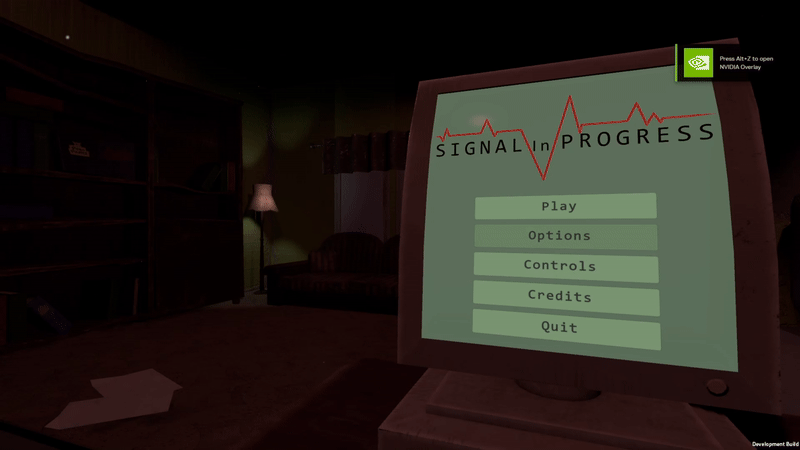 Press Alt+Z to open
NVIDIA Overlay
SIGNAL In PROGRESS
Play
Options
Controls
Credits
Quit
Development Build